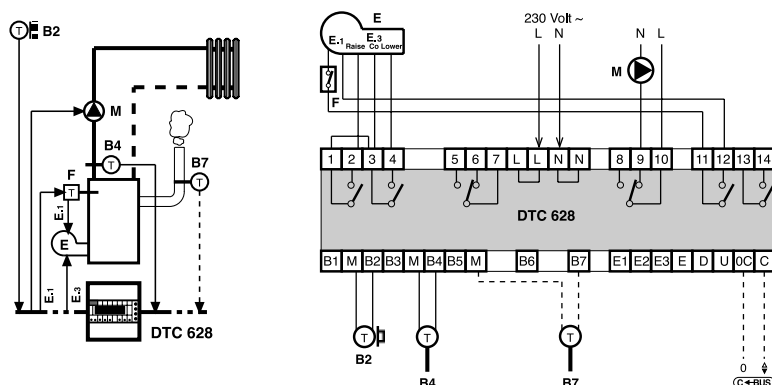 B2
M
B4
B7
F
T
T
T
T
E.1
E
E.1
E.3
DTC 628
E
E.1 E.3
Raise Co Lower
F
230 Volt ~
L N
N L
M
1 2 3 4 5 6 7 L L N N 8 9 10 11 12 13 14
DTC 628
B1 M B2 B3 M B4 B5 M B6 B7 E1 E2 E3 E D U 0C C
T T T
B2
B4
B7
0
C BUS